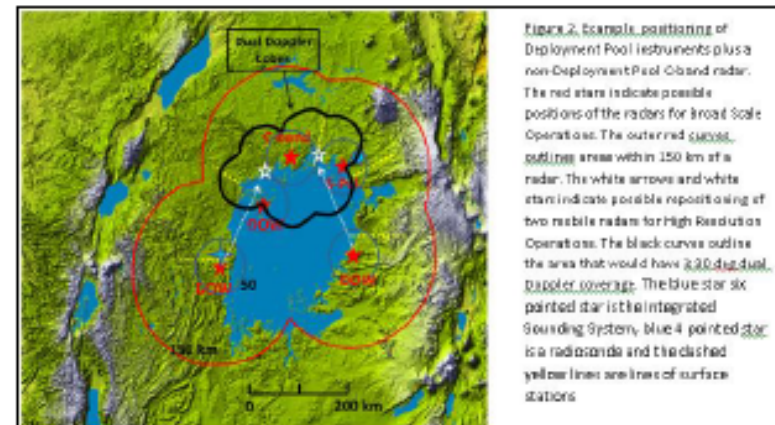 Dual Doppler
Lobes
C-band
S-Pol
DOW
DOW
50
150 km
0 200 km
Figure 2. Example positioning of
Deployment Pool instruments plus a
non-Deployment Pool C-band radar.
The red stars indicate possible
positions of the radars for Broad Scale
Operations. The outer red curves
outlines areas within 150 km of a
radar. The white arrows and white
stars indicate possible repositioning of
two mobile radars for High Resolution
Operations. The black curves outline
the area that would have ≥30 deg dual
Doppler coverage. The blue star six
pointed star is the Integrated
Sounding System, blue 4 pointed star
is a radiosonde and the dashed
yellow lines are lines of surface
stations